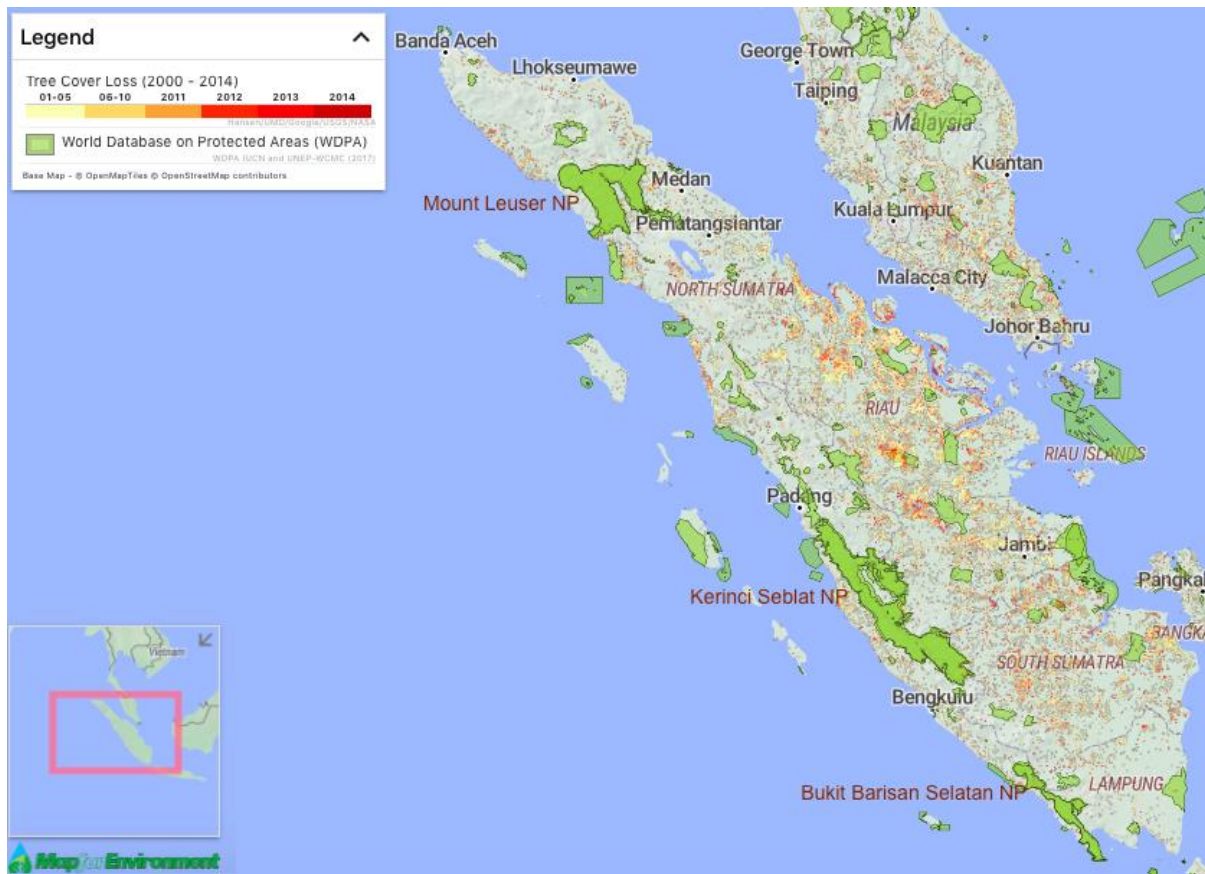 Legend
Tree Cover Loss (2000 - 2014)
01-05 06-10 2011 2012 2013 2014
Hansen/UMD/Google/USGS/NASA
World Database on Protected Areas (WDPA)
WDPA IUCN and UNEP-WCMC (2017)
Base Map - © OpenMapTiles © OpenStreetMap contributors
Banda Aceh
Lhokseumawe
George Town
Taiping
Malaysia
Kuantan
Medan
Mount Leuser NP
Kuala Lumpur
Pematangsiantar
Malacca City
NORTH SUMATRA
Johor Bahru
RIAU
RIAU ISLANDS
Padang
Jambi
Pangkal
Kerinci Seblat NP
BANGKA
SOUTH SUMATRA
Bengkulu
LAMPUNG
Bukit Barisan Selatan NP
Vietnam
MapforEnvironment